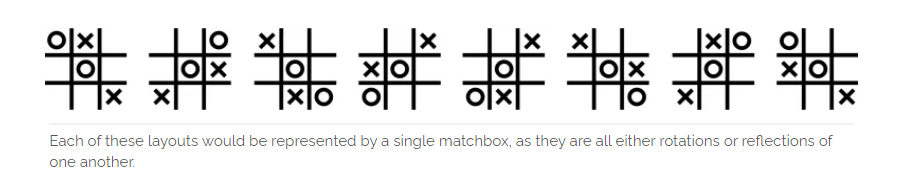 O X O X X X X X O O
O O X O X O O O X O X O
X X X O O O X O X X
Each of these layouts would be represented by a single matchbox, as they are all either rotations or reflections of
one another.